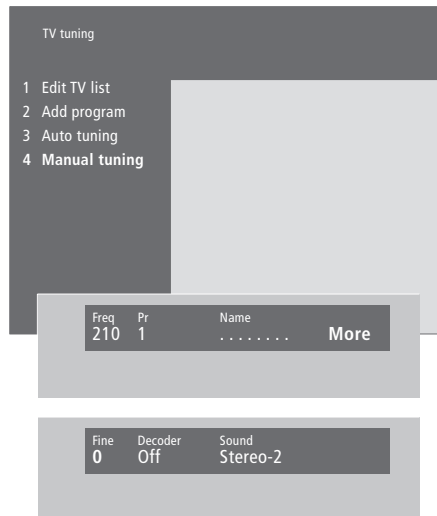 TV tuning
1 Edit TV list
2 Add program
3 Auto tuning
4 Manual tuning
Freq Pr Name
210 1 ........ More
Fine Decoder Sound
0 Off Stereo-2